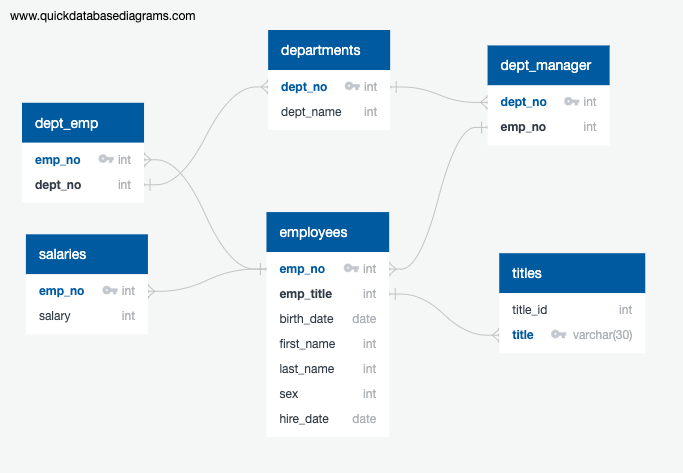 www.quickdatabasediagrams.com
departments
dept_no int
dept_name int
dept_manager
dept_no int
emp_no int
dept_emp
emp_no int
dept_no int
employees
emp_no int
emp_title int
birth_date date
first_name int
last_name int
sex int
hire_date date
salaries
emp_no int
salary int
titles
title_id int
title varchar(30)